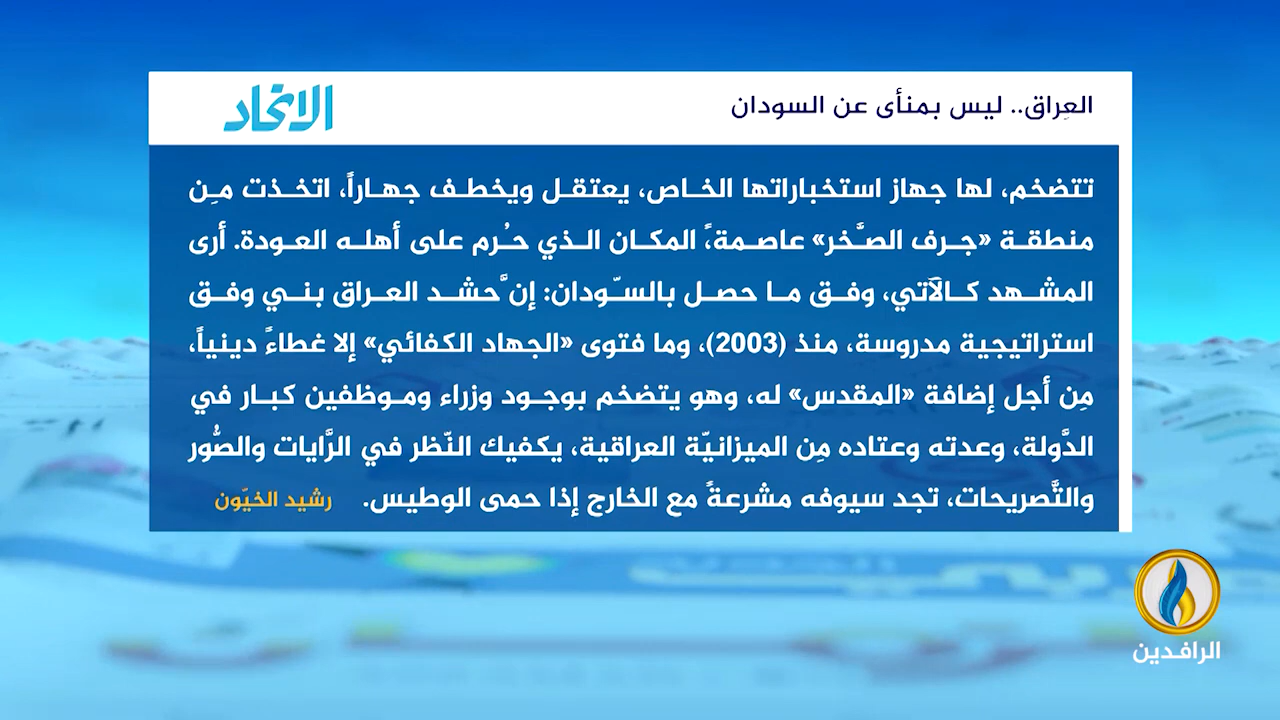 العِراق.. ليس بمنأى عن السودان
الاتحاد
تتضخم، لها جهاز استخباراتها الخاص، يعتقل ويخطف جهاراً، اتخذت مِن
منطقة «جرف الصَّخر» عاصمةً، المكان الذي حُرم على أهله العودة. أرى
المشهد كالآتي، وفق ما حصل بالسّودان: إنَّ حشد العراق بني وفق
استراتيجية مدروسة، منذ (2003)، وما فتوى «الجهاد الكفائي» إلا غطاءً دينياً،
مِن أجل إضافة «المقدس» له، وهو يتضخم بوجود وزراء وموظفين كبار في
الدَّولة، وعدته وعتاده مِن الميزانيّة العراقية، يكفيك النّظر في الرَّايات والصُّور
والتَّصريحات، تجد سيوفه مشرعةً مع الخارج إذا حمى الوطيس.
رشيد الخيّون
الرافدين